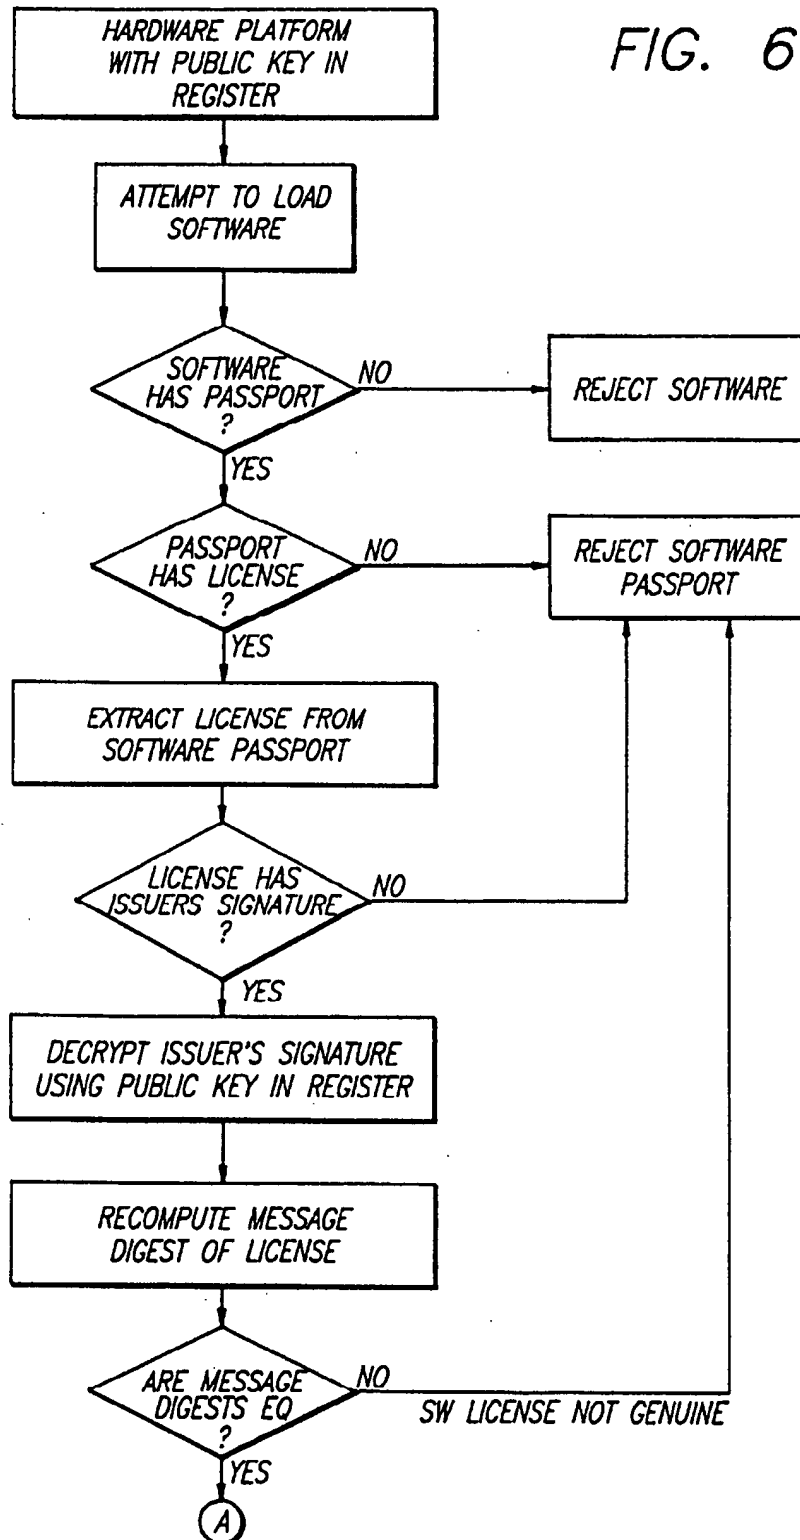 FIG. 6
HARDWARE PLATFORM
WITH PUBLIC KEY IN
REGISTER
ATTEMPT TO LOAD
SOFTWARE
SOFTWARE
HAS PASSPORT
?
NO
REJECT SOFTWARE
YES
PASSPORT
HAS LICENSE
?
NO
REJECT SOFTWARE
PASSPORT
YES
EXTRACT LICENSE FROM
SOFTWARE PASSPORT
LICENSE HAS
ISSUERS SIGNATURE
?
NO
YES
DECRYPT ISSUER'S SIGNATURE
USING PUBLIC KEY IN REGISTER
RECOMPUTE MESSAGE
DIGEST OF LICENSE
ARE MESSAGE
DIGESTS EQ
?
NO
SW LICENSE NOT GENUINE
YES
A